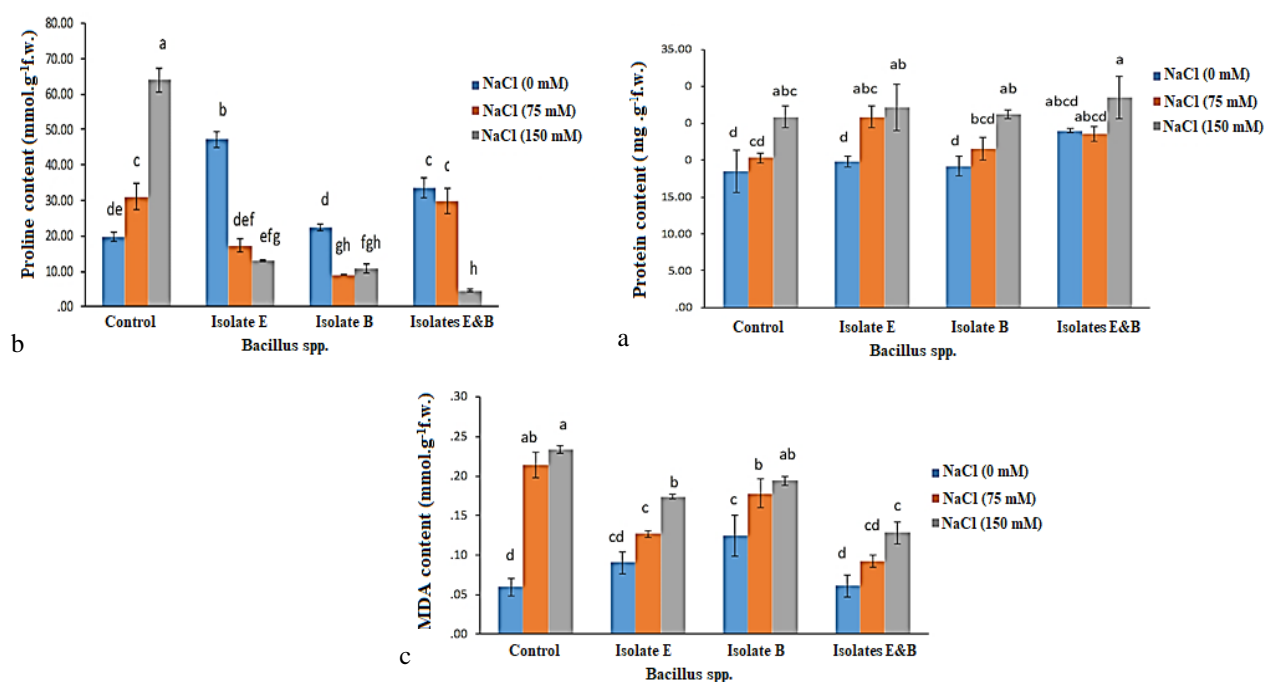 Proline content (mmol.g-1f.w.)
80.00
70.00
60.00
50.00
40.00
30.00
20.00
10.00
.00
de
c
a
b
def
efg
d
gh
fgh
c
c
h
NaCl (0 mM)
NaCl (75 mM)
NaCl (150 mM)
Control Isolate E Isolate B Isolates E&B
Bacillus spp.
b
Protein content (mg .g-1f.w.)
35.00
0
0
0
15.00
10.00
5.00
.00
d
cd
abc
d
abc
ab
d
bcd
ab
abcd
abcd
a
NaCl (0 mM)
NaCl (75 mM)
NaCl (150 mM)
Control Isolate E Isolate B Isolates E&B
Bacillus spp.
a
MDA content (mmol.g-1f.w.)
.30
.25
.20
.15
.10
.05
.00
d
ab
a
cd
c
b
c
b
ab
d
cd
c
NaCl (0 mM)
NaCl (75 mM)
NaCl (150 mM)
Control Isolate E Isolate B Isolates E&B
Bacillus spp.
c